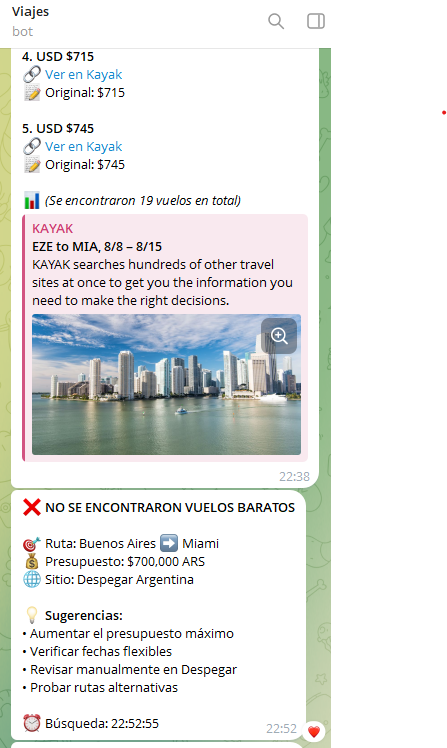 Viajes
bot
4. USD $715
Ver en Kayak
Original: $715
5. USD $745
Ver en Kayak
Original: $745
(Se encontraron 19 vuelos en total)
KAYAK
EZE to MIA, 8/8 – 8/15
KAYAK searches hundreds of other travel
sites at once to get you the information you
need to make the right decisions.
22:38
NO SE ENCONTRARON VUELOS BARATOS
Ruta: Buenos Aires ➡️ Miami
Presupuesto: $700,000 ARS
Sitio: Despegar Argentina
Sugerencias:
• Aumentar el presupuesto máximo
• Verificar fechas flexibles
• Revisar manualmente en Despegar
• Probar rutas alternativas
Búsqueda: 22:52:55
22:52